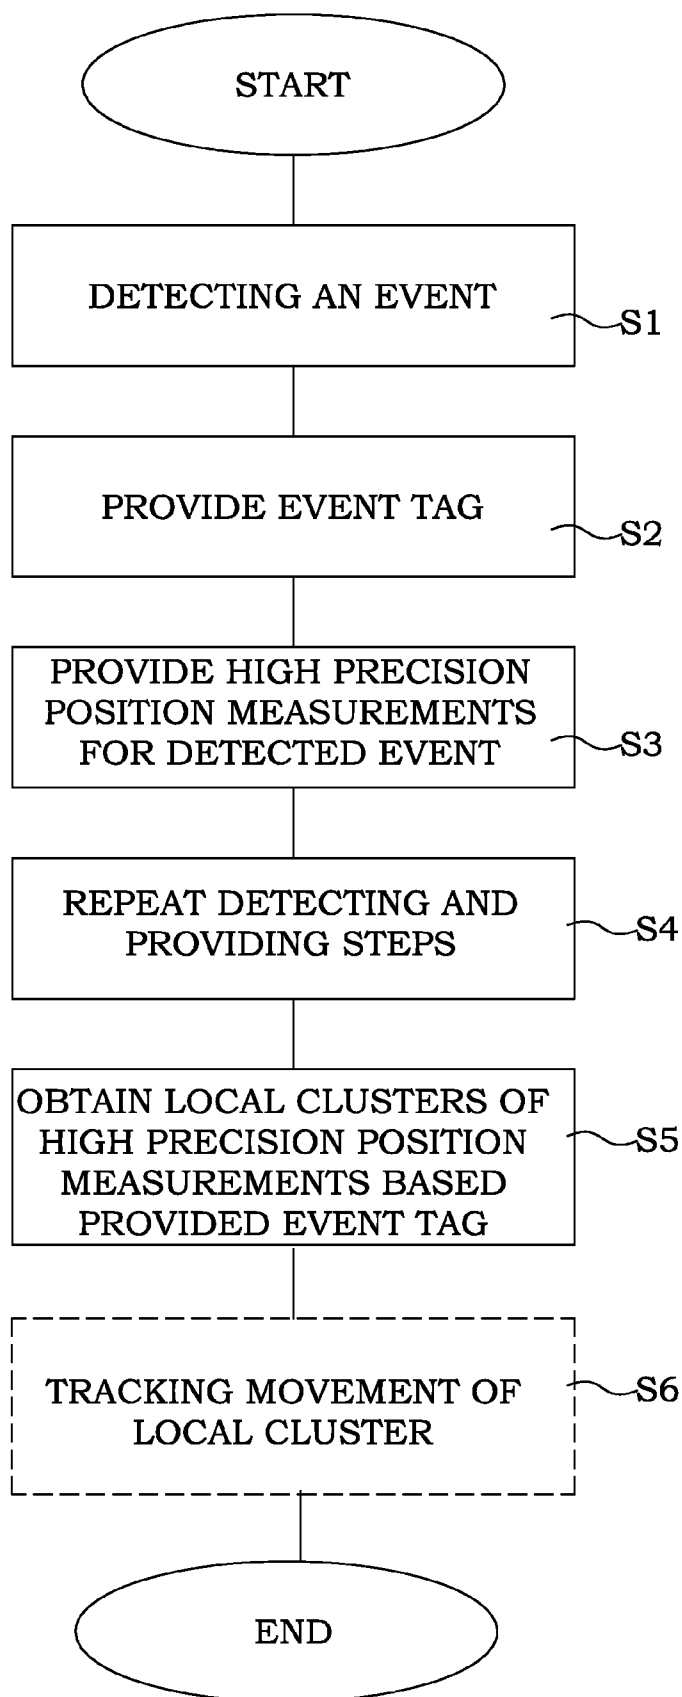 START
DETECTING AN EVENT
S1
PROVIDE EVENT TAG
S2
PROVIDE HIGH PRECISION
POSITION MEASUREMENTS
FOR DETECTED EVENT
S3
REPEAT DETECTING AND
PROVIDING STEPS
S4
OBTAIN LOCAL CLUSTERS OF
HIGH PRECISION POSITION
MEASUREMENTS BASED
PROVIDED EVENT TAG
S5
TRACKING MOVEMENT OF
LOCAL CLUSTER
S6
END